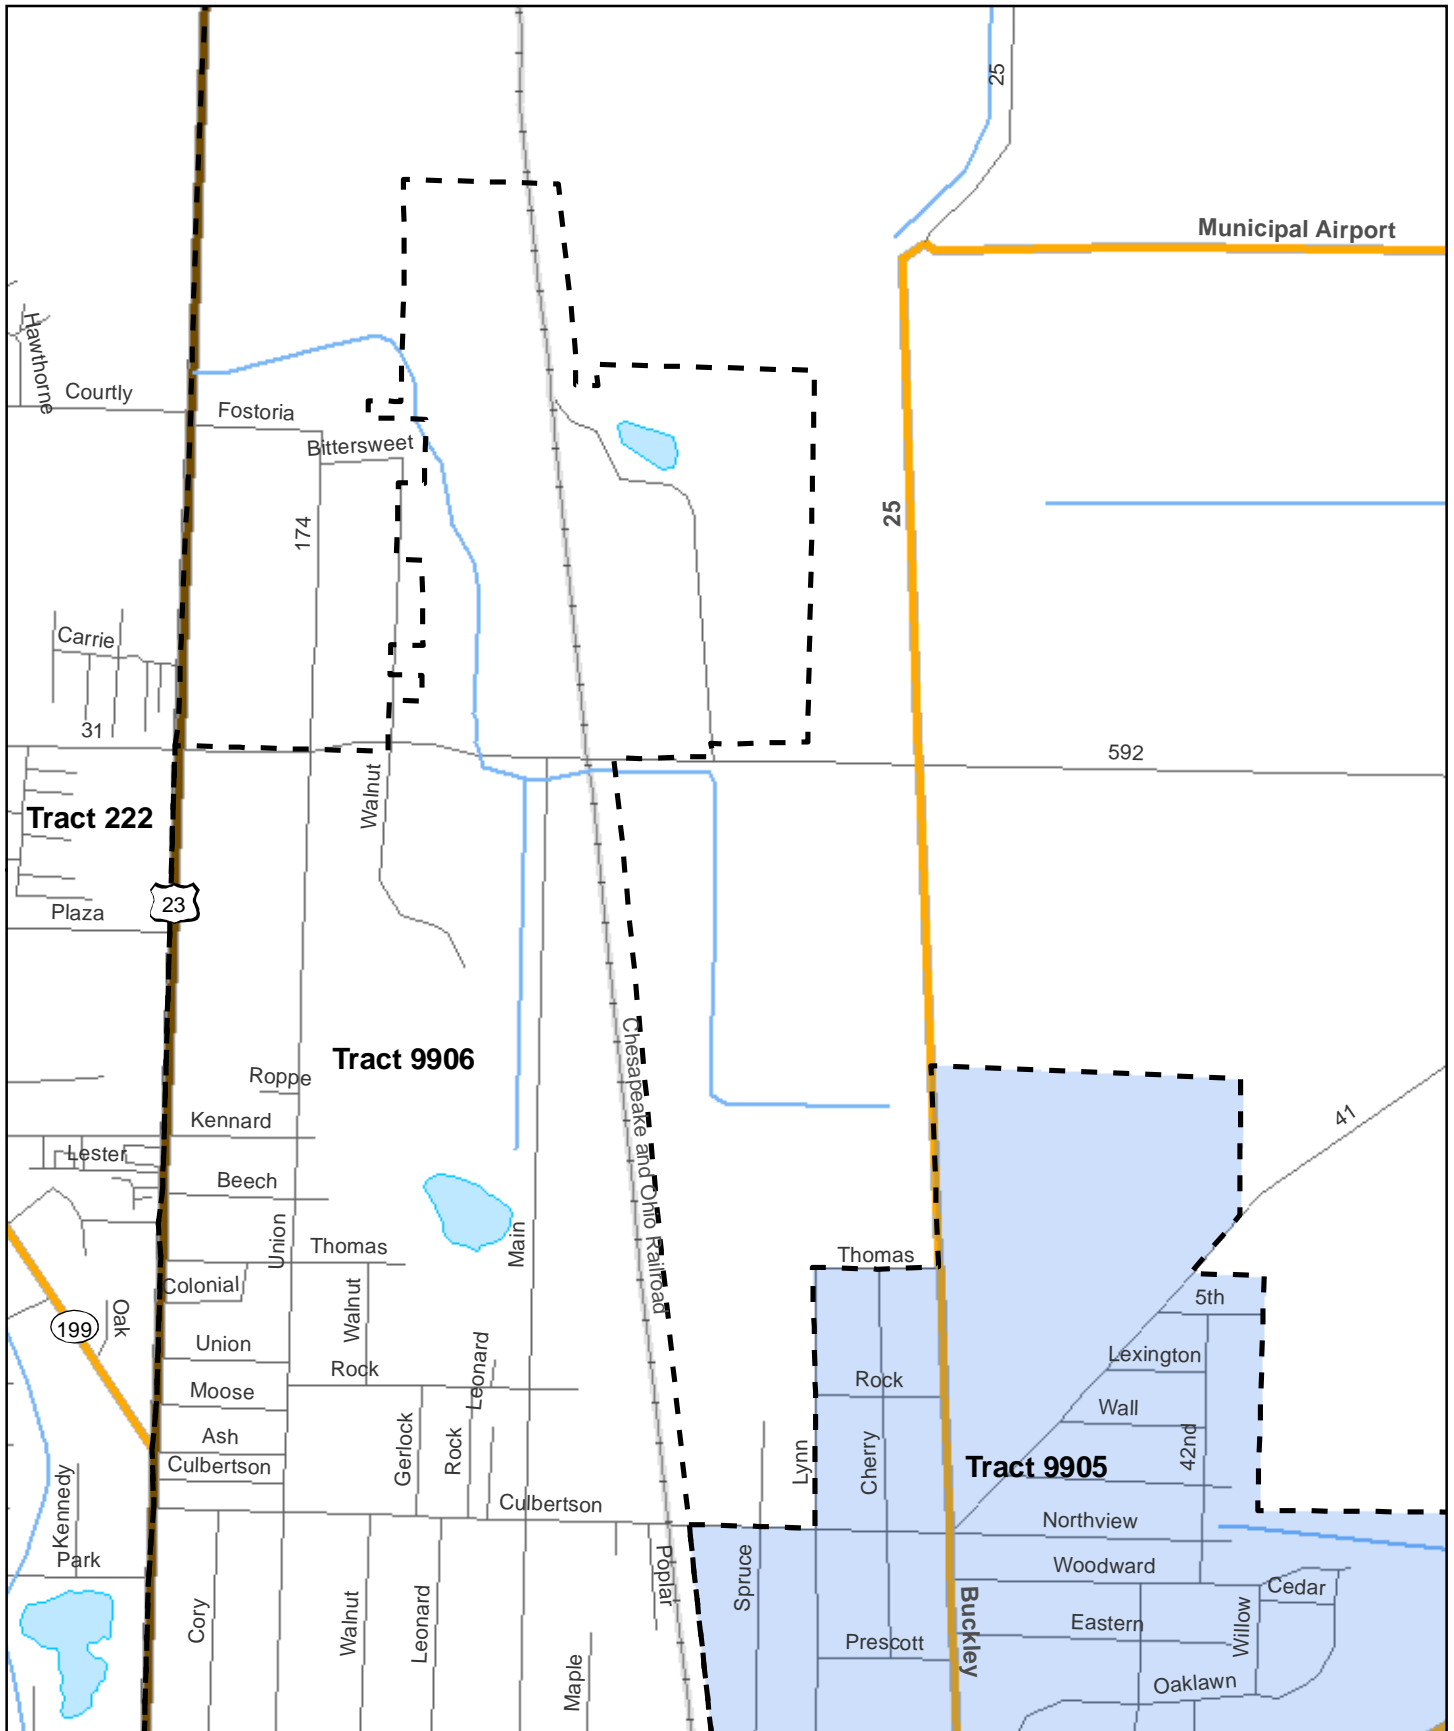 25
Municipal Airport
Hawthorne
Courtly
Fostoria
Bittersweet
174
25
Carrie
31
592
Walnut
Tract 222
23
Plaza
Chesapeake and Ohio Railroad
Tract 9906
Roppe
Kennard
41
Lester
Beech
Union
Main
Thomas
Thomas
Colonial
Walnut
5th
199
Oak
Union
Leonard
Lexington
Rock
Rock
Moose
Wall
Ash
Gerlock
Rock
Lynn
Cherry
42nd
Culbertson
Tract 9905
Kennedy
Culbertson
Northview
Park
Poplar
Spruce
Woodward
Cedar
Cory
Walnut
Leonard
Buckley
Eastern
Willow
Prescott
Maple
Oaklawn